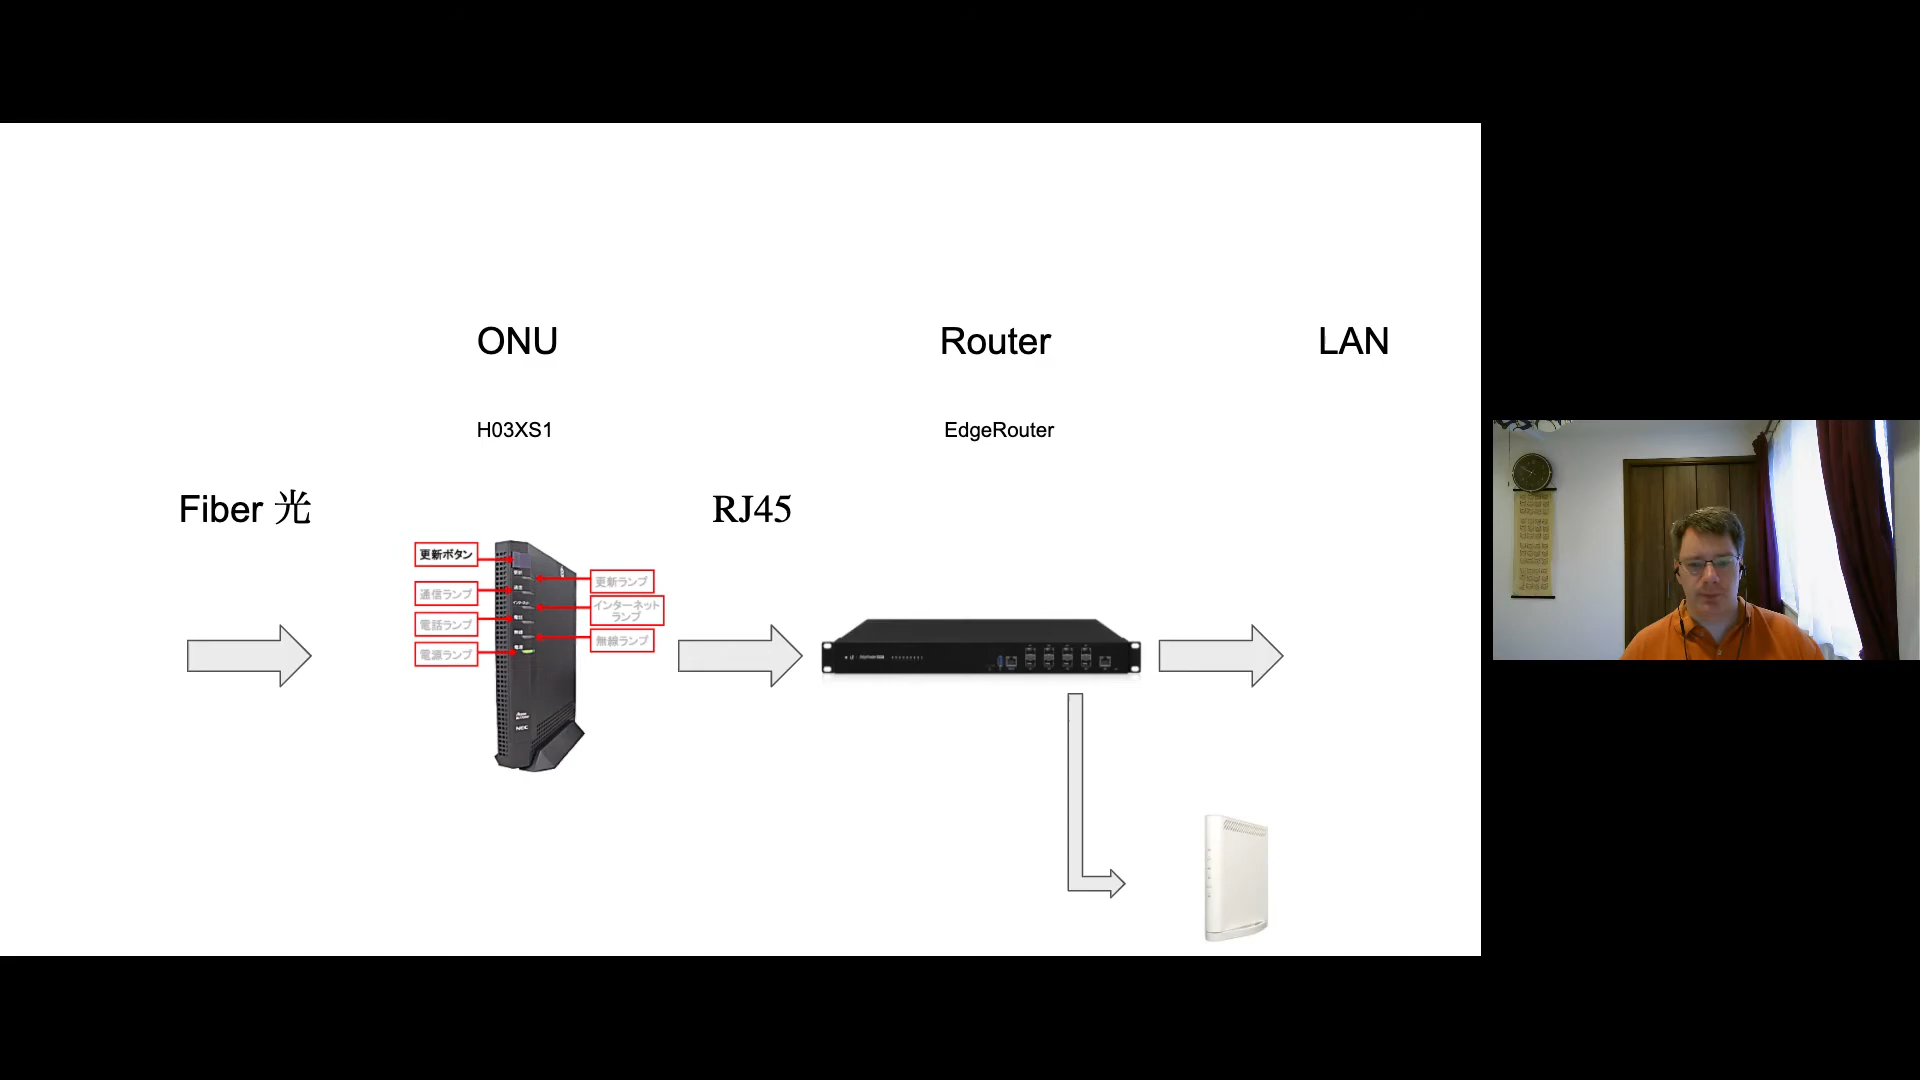 ONU
Router
LAN
H03XS1
EdgeRouter
Fiber 光
RJ45
更新ボタン
通信ランプ
電話ランプ
電源ランプ
更新ランプ
インターネット
ランプ
無線ランプ
NEC